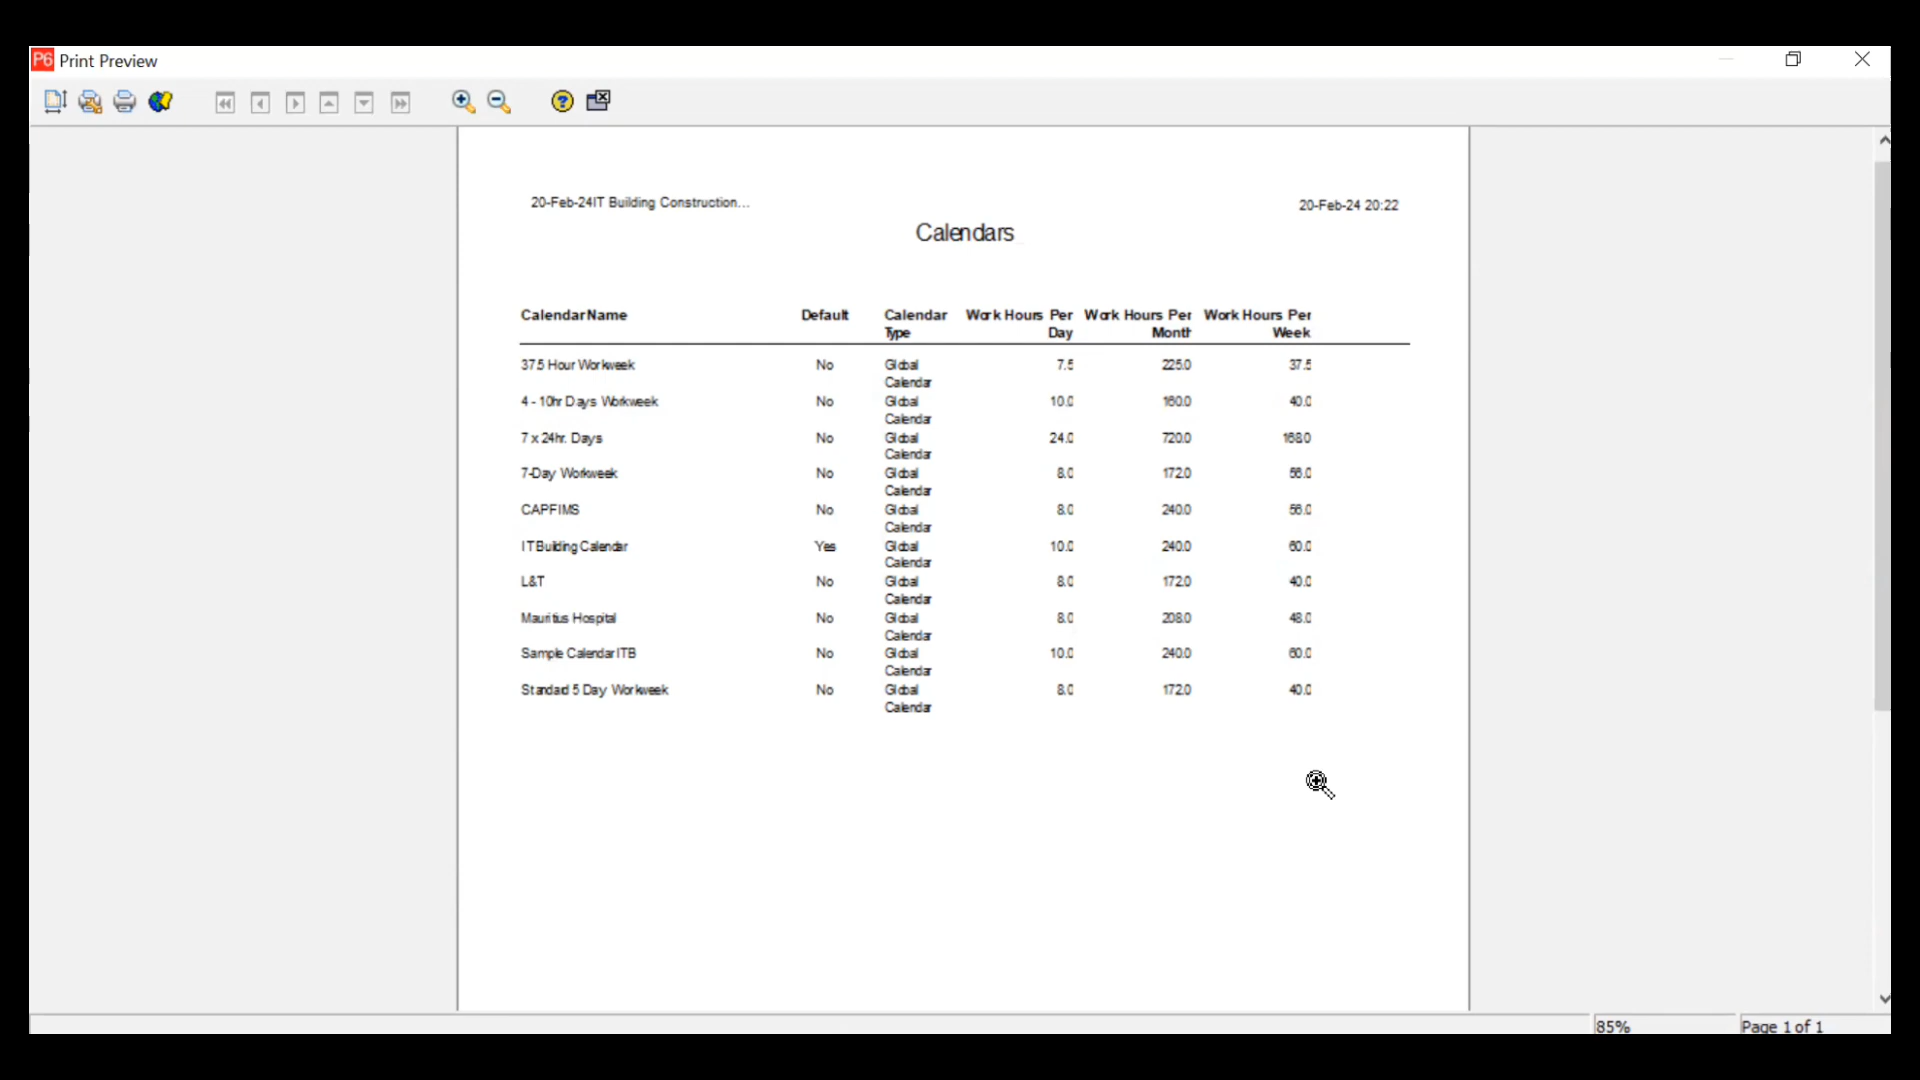 P6 Print Preview
20-Feb-24IT Building Construction... 20-Feb-24 20:22
Calendars
Calendar Name Default Calendar Type Work Hours Per Day Work Hours Per Month Work Hours Per Week
37.5 Hour Workweek No Global Calendar 7.5 225.0 37.5
4 - 10hr Days Workweek No Global Calendar 10.0 160.0 40.0
7 x 24hr. Days No Global Calendar 24.0 720.0 168.0
7-Day Workweek No Global Calendar 8.0 172.0 56.0
CAPFIMS No Global Calendar 8.0 240.0 56.0
IT Building Calendar Yes Global Calendar 10.0 240.0 60.0
L&T No Global Calendar 8.0 172.0 40.0
Mauritius Hospital No Global Calendar 8.0 208.0 48.0
Sample Calendar ITB No Global Calendar 10.0 240.0 60.0
Standard 5 Day Workweek No Global Calendar 8.0 172.0 40.0
85% Page 1 of 1